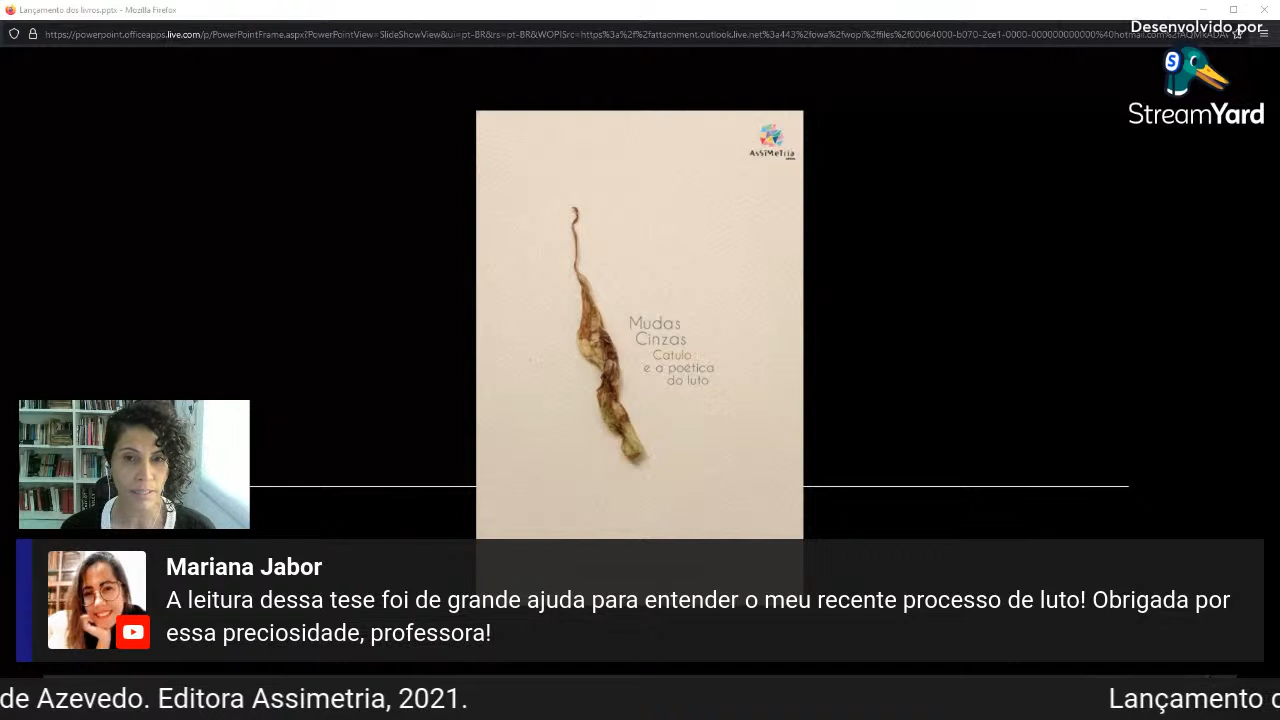 Lançamento dos livros.pptx - Mozilla Firefox
Desenvolvido por
StreamYard
AssiMetria
Mudas
Cinzas
Catulo
e a poética
do luto
Mariana Jabor
A leitura dessa tese foi de grande ajuda para entender o meu recente processo de luto! Obrigada por
essa preciosidade, professora!
de Azevedo. Editora Assimetria, 2021.
Lançamento